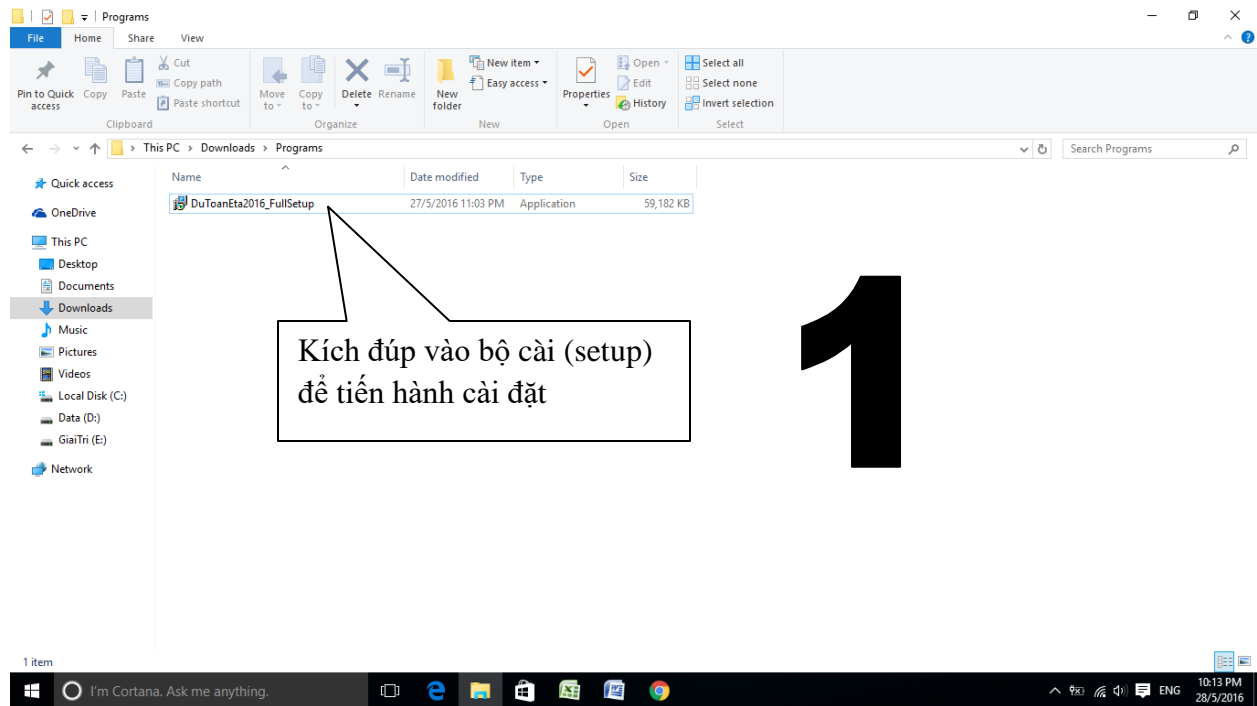 Programs
File Home Share View
Pin to Quick access
Copy
Paste
Cut
Copy path
Paste shortcut
Clipboard
Move to
Copy to
Delete
Rename
Organize
New folder
New item
Easy access
New
Properties
Open
Edit
History
Open
Select all
Select none
Invert selection
Select
This PC > Downloads > Programs
Search Programs
Quick access
OneDrive
This PC
Desktop
Documents
Downloads
Music
Pictures
Videos
Local Disk (C:)
Data (D:)
GiaiTri (E:)
Network
Name Date modified Type Size
DuToanEta2016_FullSetup 27/5/2016 11:03 PM Application 59,182 KB
Kích đúp vào bộ cài (setup)
để tiến hành cài đặt
1
1 item
I'm Cortana. Ask me anything.
ENG
10:13 PM
28/5/2016